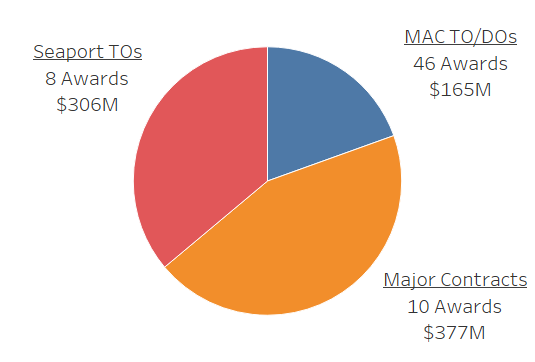 Seaport TOs
8 Awards
$306M
MAC TO/DOs
46 Awards
$165M
Major Contracts
10 Awards
$377M